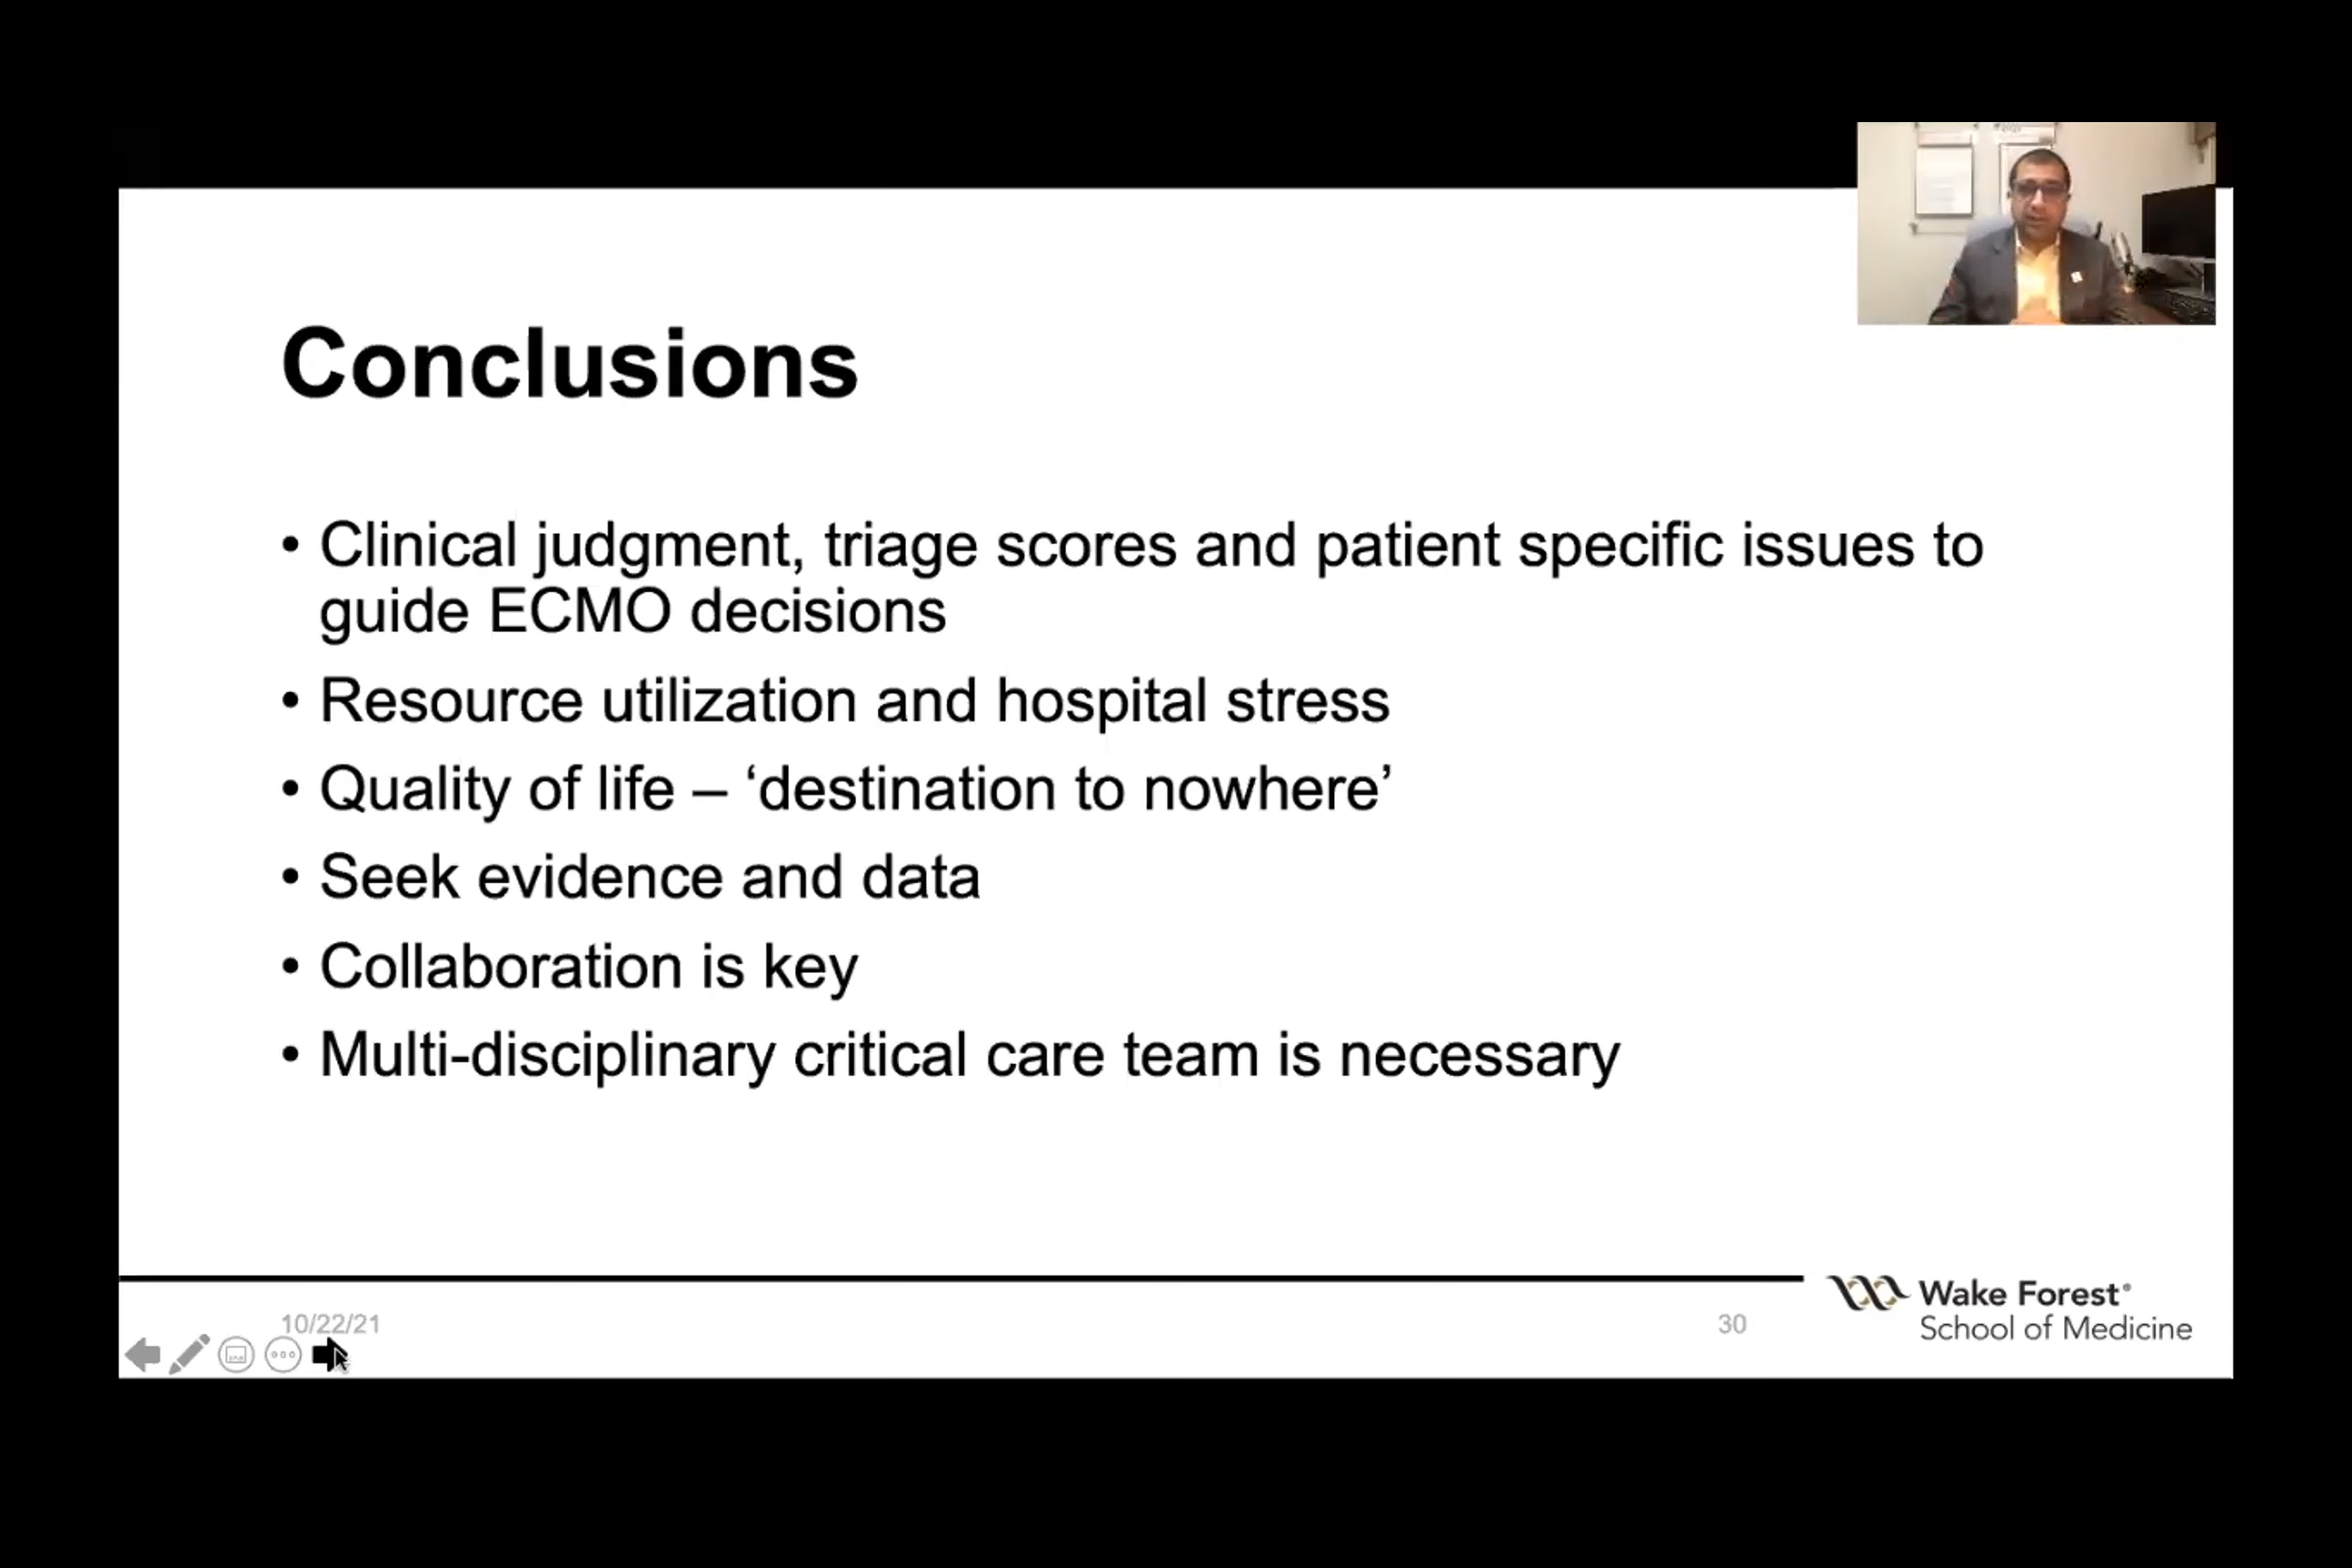 Conclusions
• Clinical judgment, triage scores and patient specific issues to
guide ECMO decisions
• Resource utilization and hospital stress
• Quality of life – ‘destination to nowhere’
• Seek evidence and data
• Collaboration is key
• Multi-disciplinary critical care team is necessary
10/22/21
30
Wake Forest®
School of Medicine